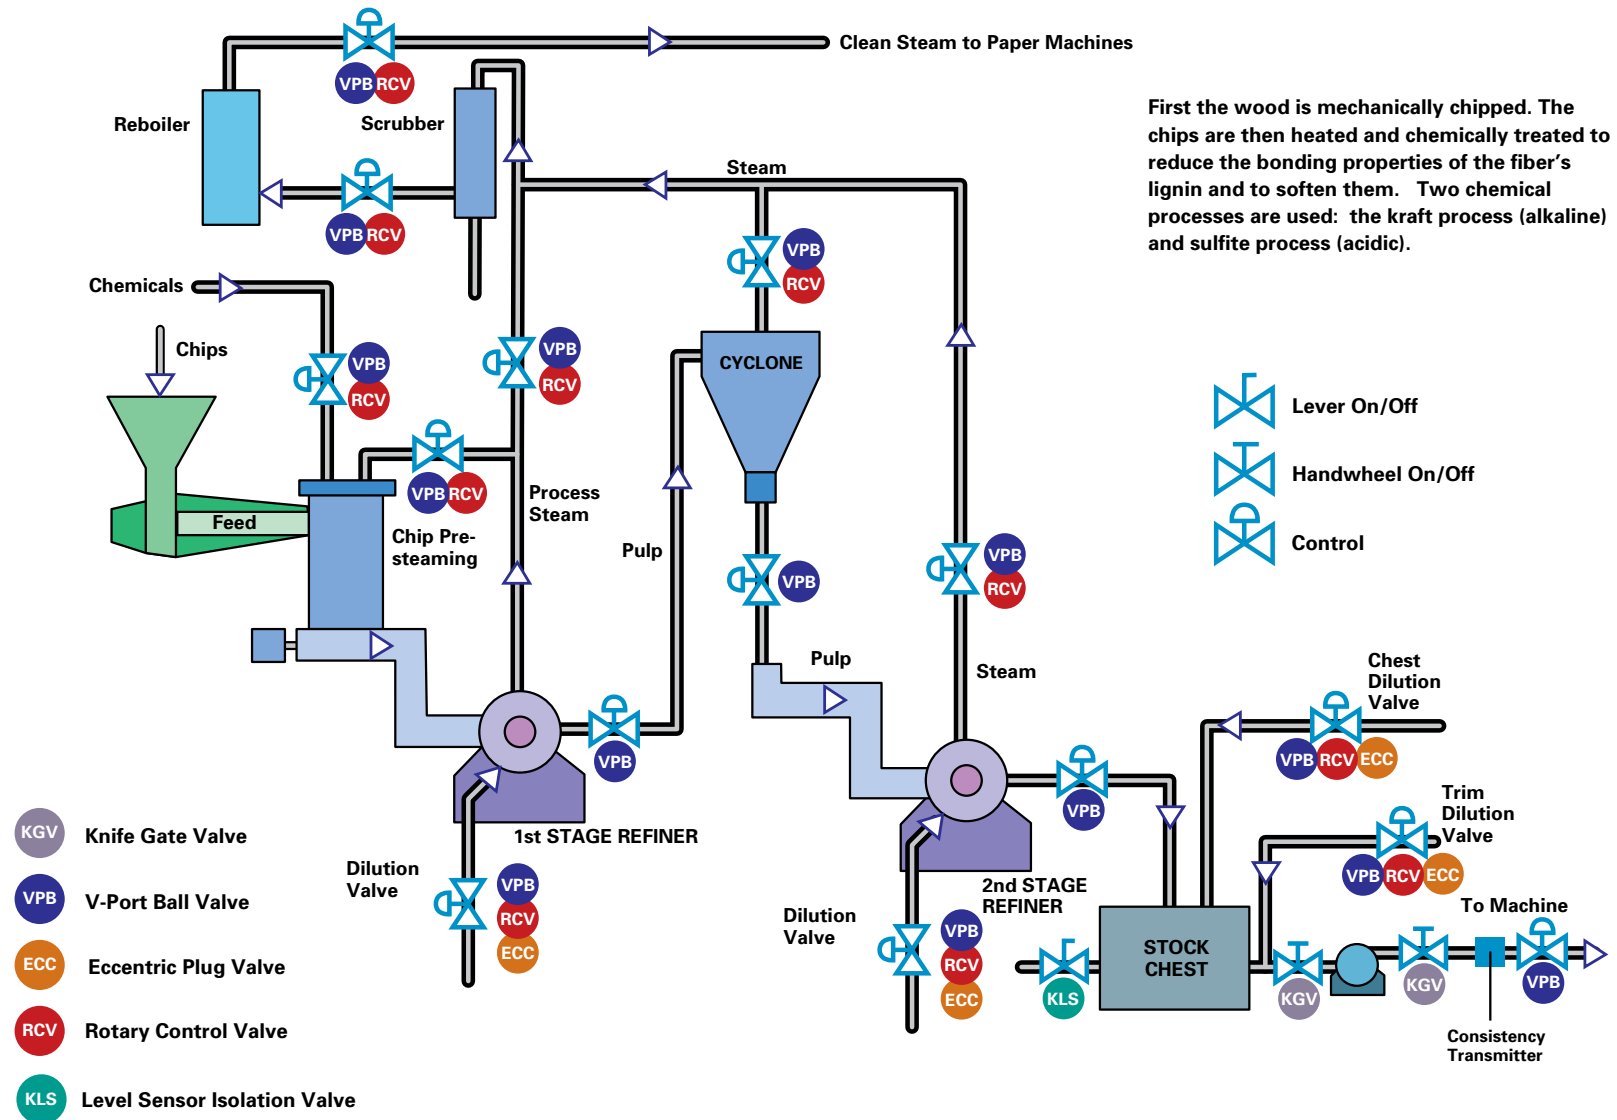 Clean Steam to Paper Machines
VPB RCV
Reboiler
Scrubber
First the wood is mechanically chipped. The
chips are then heated and chemically treated to
reduce the bonding properties of the fiber's
lignin and to soften them. Two chemical
processes are used: the kraft process (alkaline)
and sulfite process (acidic).
Steam
VPB RCV
VPB
RCV
Chemicals
Chips
VPB
RCV
VPB
RCV
CYCLONE
Lever On/Off
Handwheel On/Off
Control
VPB RCV
Feed
Chip Pre-
steaming
Process
Steam
Pulp
VPB
VPB
RCV
Pulp
Steam
Chest
Dilution
Valve
VPB RCV ECC
VPB
VPB
Trim
Dilution
Valve
VPB RCV ECC
1st STAGE REFINER
Dilution
Valve
VPB
RCV
ECC
2nd STAGE
REFINER
Dilution
Valve
VPB
RCV
ECC
To Machine
STOCK
CHEST
KLS
KGV
KGV
VPB
Consistency
Transmitter
KGV Knife Gate Valve
VPB V-Port Ball Valve
ECC Eccentric Plug Valve
RCV Rotary Control Valve
KLS Level Sensor Isolation Valve